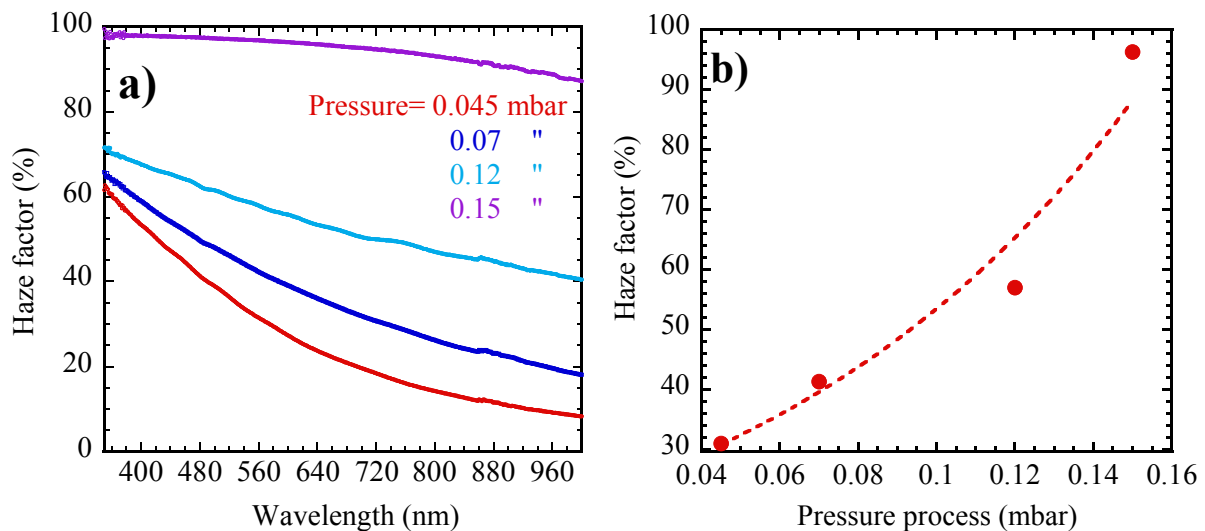 a)
Pressure= 0.045 mbar
0.07 "
0.12 "
0.15 "
Haze factor (%)
100
80
60
40
20
0
400 480 560 640 720 800 880 960
Wavelength (nm)
b)
Haze factor (%)
100
90
80
70
60
50
40
30
0.04 0.06 0.08 0.1 0.12 0.14 0.16
Pressure process (mbar)